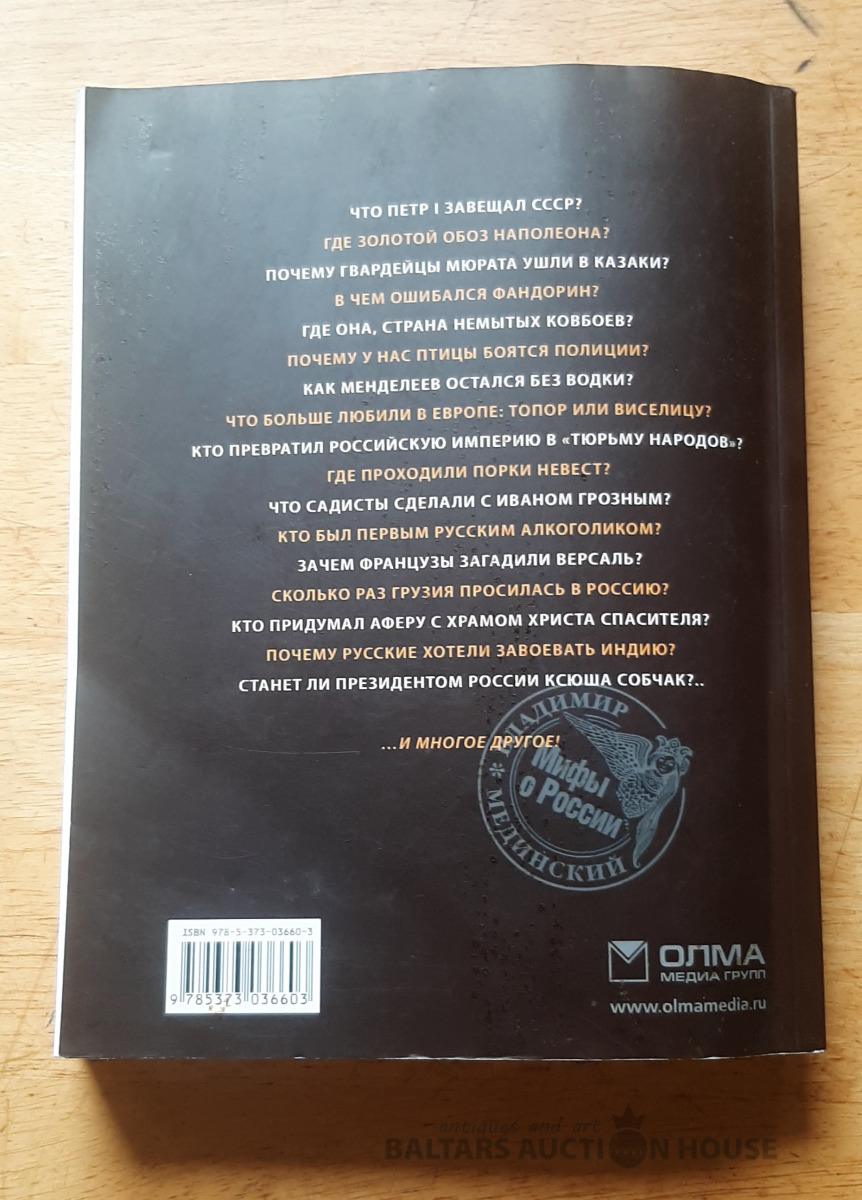 ЧТО ПЕТР I ЗАВЕЩАЛ СССР?
ГДЕ ЗОЛОТОЙ ОБОЗ НАПОЛЕОНА?
ПОЧЕМУ ГВАРДЕЙЦЫ МЮРАТА УШЛИ В КАЗАКИ?
В ЧЕМ ОШИБАЛСЯ ФАНДОРИН?
ГДЕ ОНА, СТРАНА НЕМЫТЫХ КОВБОЕВ?
ПОЧЕМУ У НАС ПТИЦЫ БОЯТСЯ ПОЛИЦИИ?
КАК МЕНДЕЛЕЕВ ОСТАЛСЯ БЕЗ ВОДКИ?
ЧТО БОЛЬШЕ ЛЮБИЛИ В ЕВРОПЕ: ТОПОР ИЛИ ВИСЕЛИЦУ?
КТО ПРЕВРАТИЛ РОССИЙСКУЮ ИМПЕРИЮ В «ТЮРЬМУ НАРОДОВ»?
ГДЕ ПРОХОДИЛИ ПОРКИ НЕВЕСТ?
ЧТО САДИСТЫ СДЕЛАЛИ С ИВАНОМ ГРОЗНЫМ?
КТО БЫЛ ПЕРВЫМ РУССКИМ АЛКОГОЛИКОМ?
ЗАЧЕМ ФРАНЦУЗЫ ЗАГАДИЛИ ВЕРСАЛЬ?
СКОЛЬКО РАЗ ГРУЗИЯ ПРОСИЛАСЬ В РОССИЮ?
КТО ПРИДУМАЛ АФЕРУ С ХРАМОМ ХРИСТА СПАСИТЕЛЯ?
ПОЧЕМУ РУССКИЕ ХОТЕЛИ ЗАВОЕВАТЬ ИНДИЮ?
СТАНЕТ ЛИ ПРЕЗИДЕНТОМ РОССИИ КСЮША СОБЧАК?..
...И МНОГОЕ ДРУГОЕ!
ВЛАДИМИР
Мифы
о России
* МЕДИНСКИЙ
ISBN 978-5-373-03660-3
9 785373 036603
ОЛМА
МЕДИА ГРУПП
www.olmamedia.ru
antiques and art
BALTARS AUCTION HOUSE